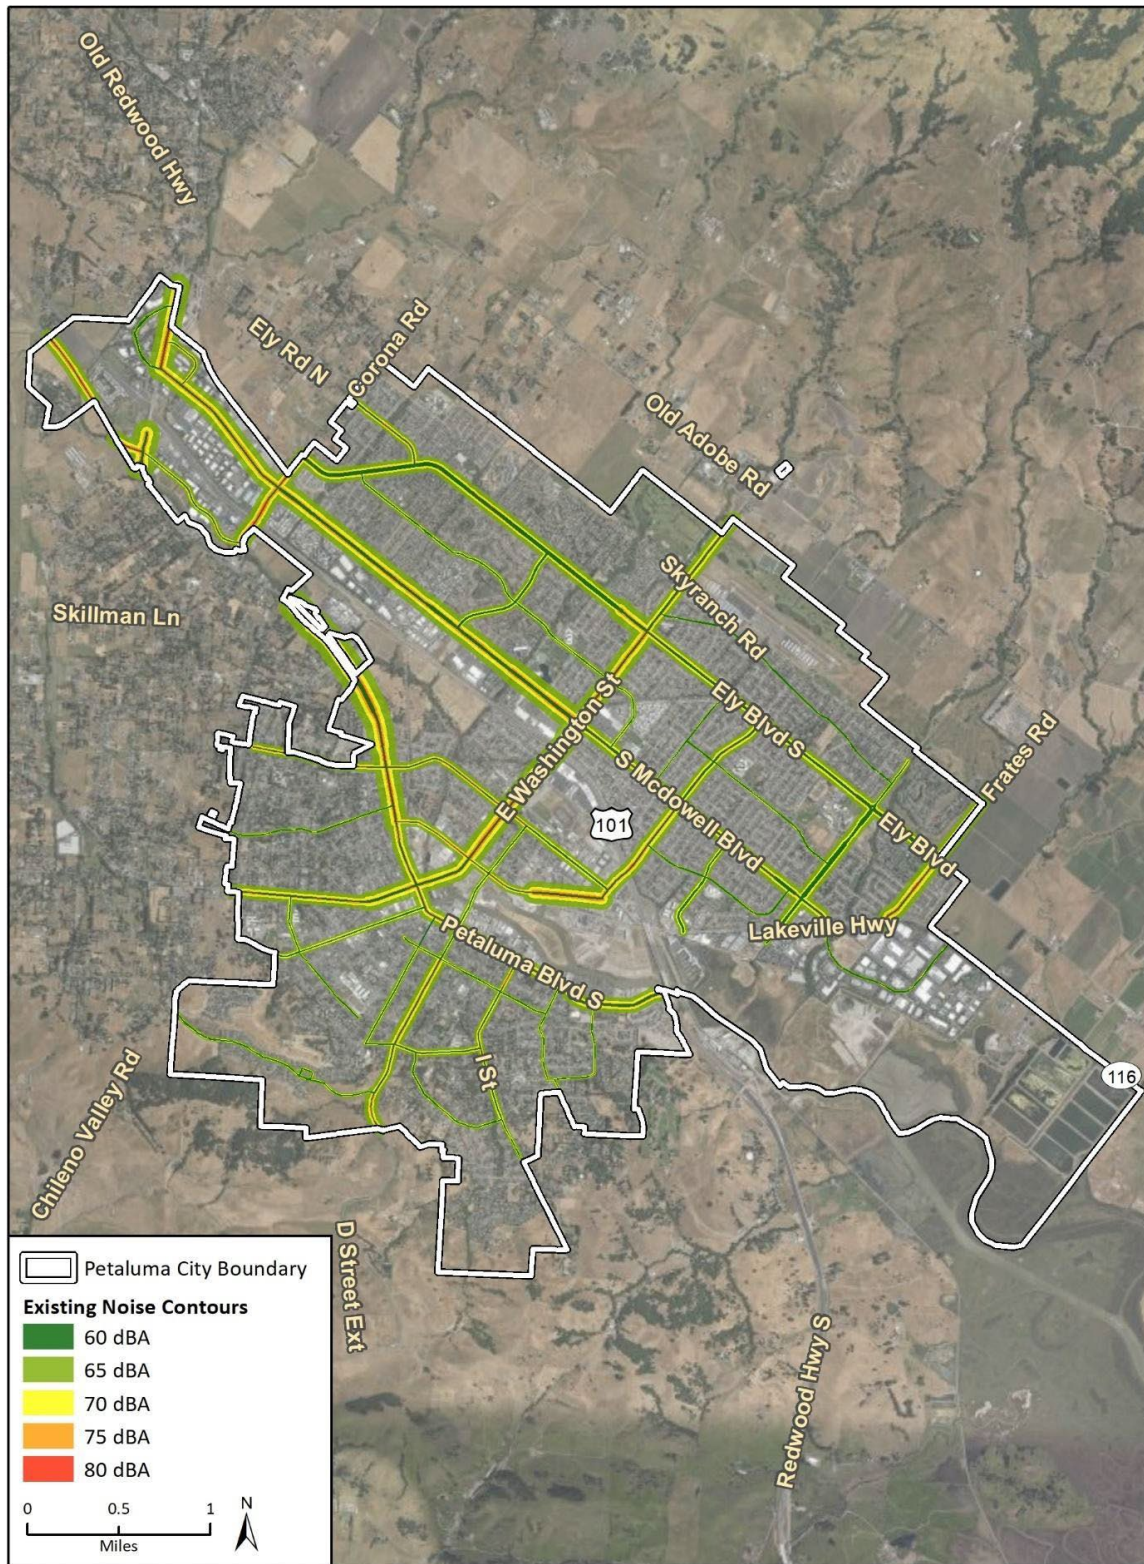 Old Redwood Hwy
Ely Rd N
Corona Rd
Old Adobe Rd
Skyranch Rd
Skillman Ln
E Washington St
Ely Blvd S
Frates Rd
S Mcdowell Blvd
101
Ely Blvd
Lakeville Hwy
Petaluma Blvd S
I St
116
Chileno Valley Rd
D Street Ext
Redwood Hwy S
Petaluma City Boundary
Existing Noise Contours
60 dBA
65 dBA
70 dBA
75 dBA
80 dBA
0 0.5 1
Miles
N